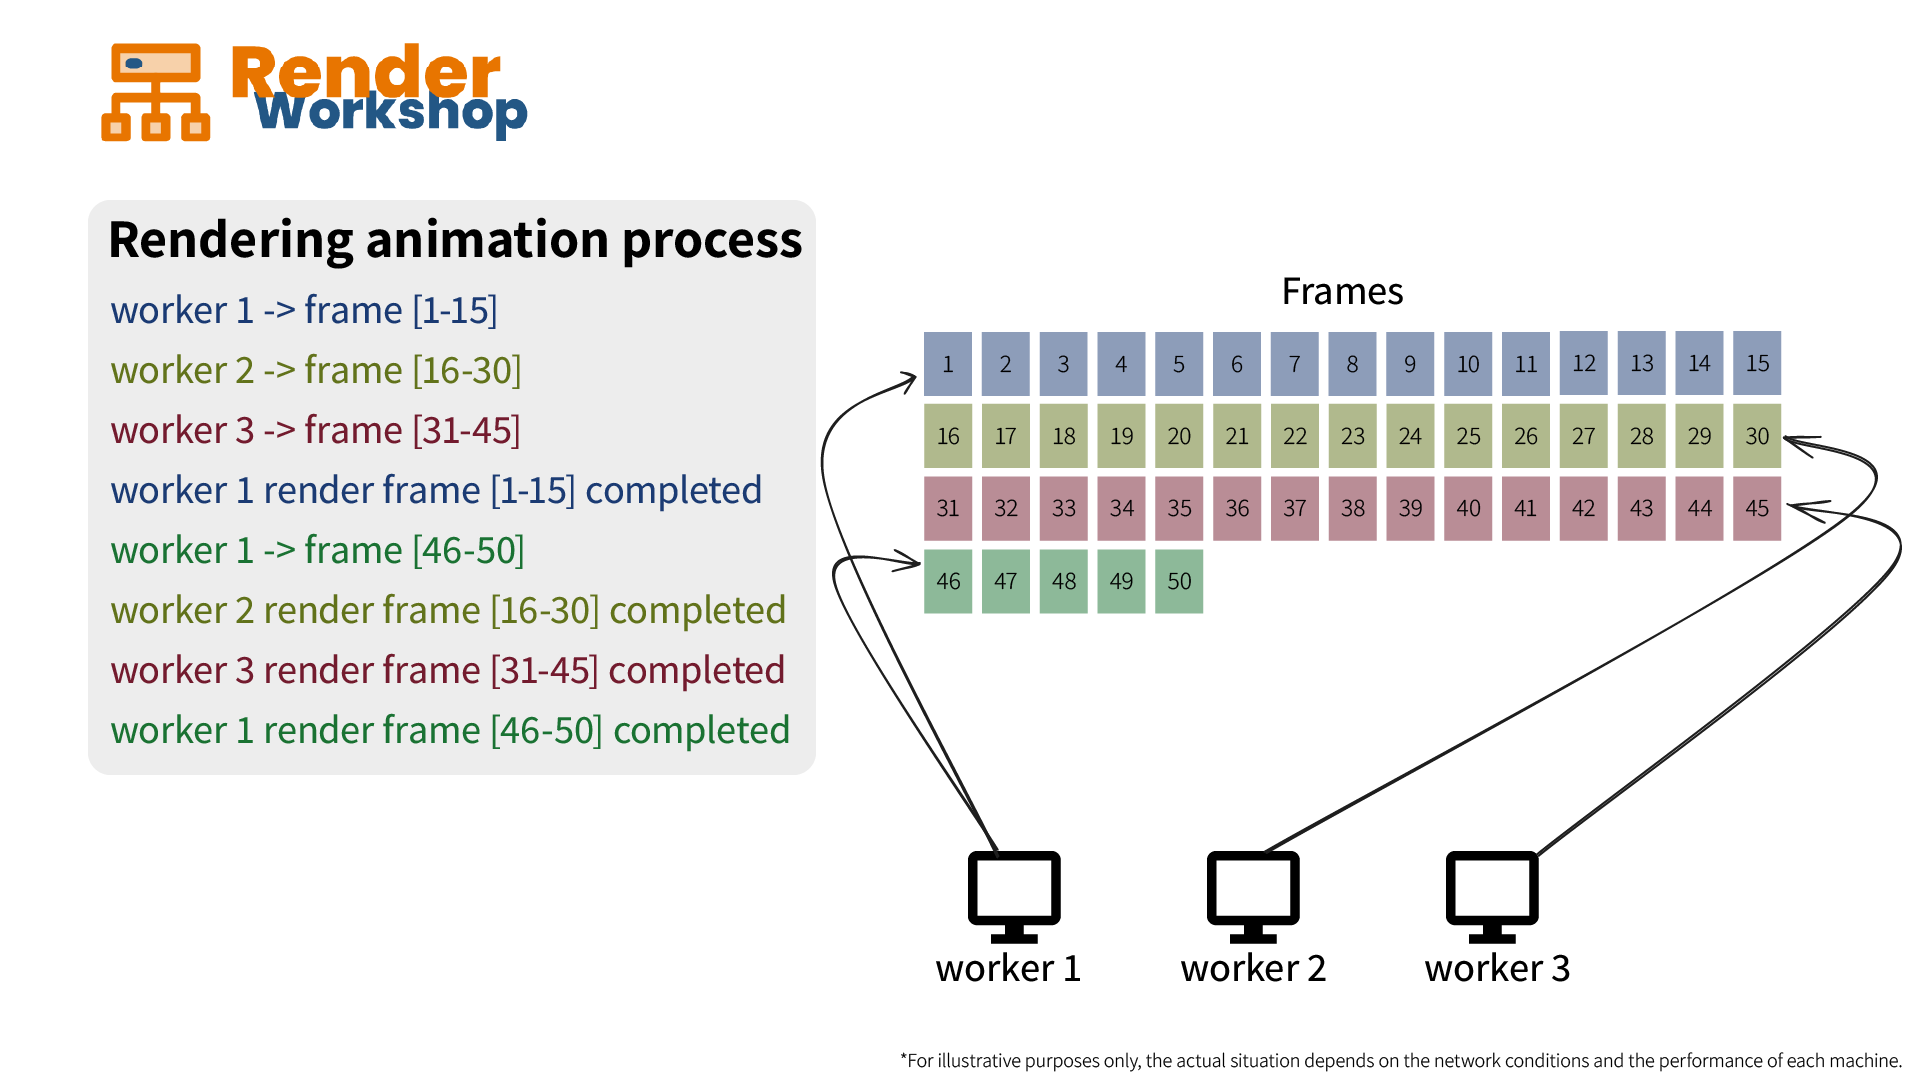 Render
Workshop
Rendering animation process
worker 1 -> frame [1-15]
worker 2 -> frame [16-30]
worker 3 -> frame [31-45]
worker 1 render frame [1-15] completed
worker 1 -> frame [46-50]
worker 2 render frame [16-30] completed
worker 3 render frame [31-45] completed
worker 1 render frame [46-50] completed
Frames
1 2 3 4 5 6 7 8 9 10 11 12 13 14 15
16 17 18 19 20 21 22 23 24 25 26 27 28 29 30
31 32 33 34 35 36 37 38 39 40 41 42 43 44 45
46 47 48 49 50
worker 1 worker 2 worker 3
*For illustrative purposes only, the actual situation depends on the network conditions and the performance of each machine.